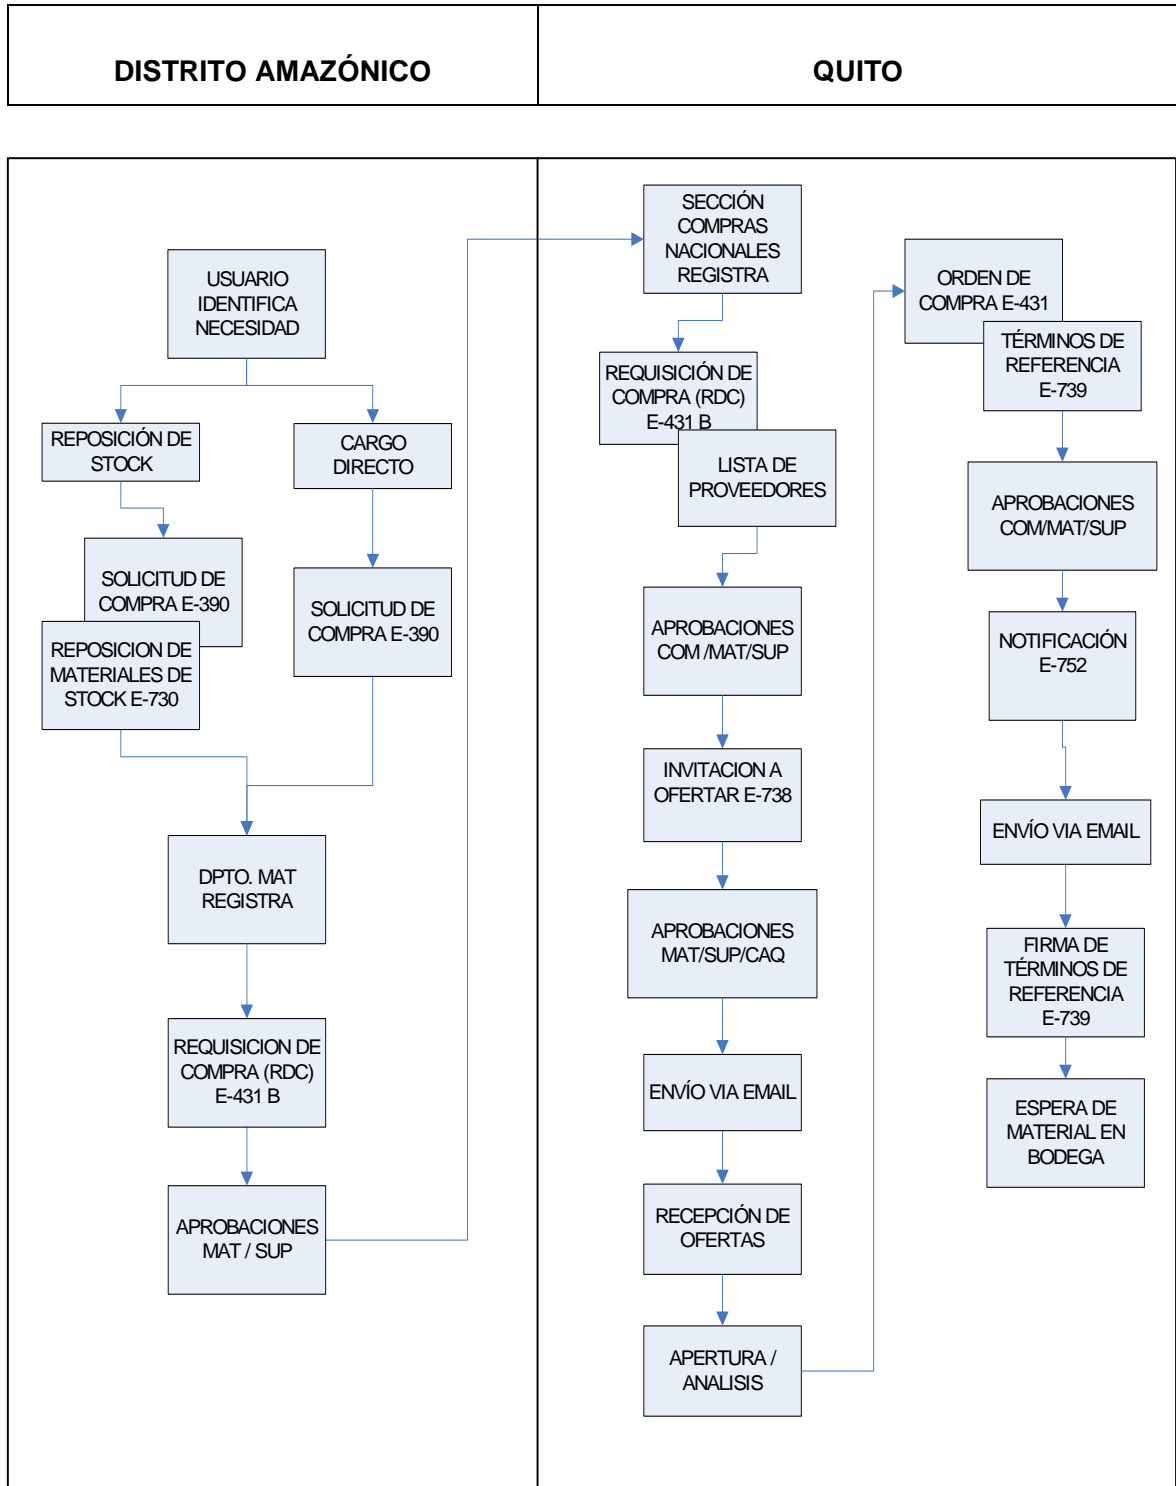 DISTRITO AMAZÓNICO
QUITO
USUARIO
IDENTIFICA
NECESIDAD
REPOSICIÓN DE
STOCK
CARGO
DIRECTO
SOLICITUD DE
COMPRA E-390
REPOSICION DE
MATERIALES DE
STOCK E-730
SOLICITUD DE
COMPRA E-390
DPTO. MAT
REGISTRA
REQUISICION DE
COMPRA (RDC)
E-431 B
APROBACIONES
MAT / SUP
SECCIÓN
COMPRAS
NACIONALES
REGISTRA
REQUISICIÓN DE
COMPRA (RDC)
E-431 B
LISTA DE
PROVEEDORES
APROBACIONES
COM /MAT/SUP
INVITACION A
OFERTAR E-738
APROBACIONES
MAT/SUP/CAQ
ENVÍO VIA EMAIL
RECEPCIÓN DE
OFERTAS
APERTURA /
ANALISIS
ORDEN DE
COMPRA E-431
TÉRMINOS DE
REFERENCIA
E-739
APROBACIONES
COM/MAT/SUP
NOTIFICACIÓN
E-752
ENVÍO VIA EMAIL
FIRMA DE
TÉRMINOS DE
REFERENCIA
E-739
ESPERA DE
MATERIAL EN
BODEGA